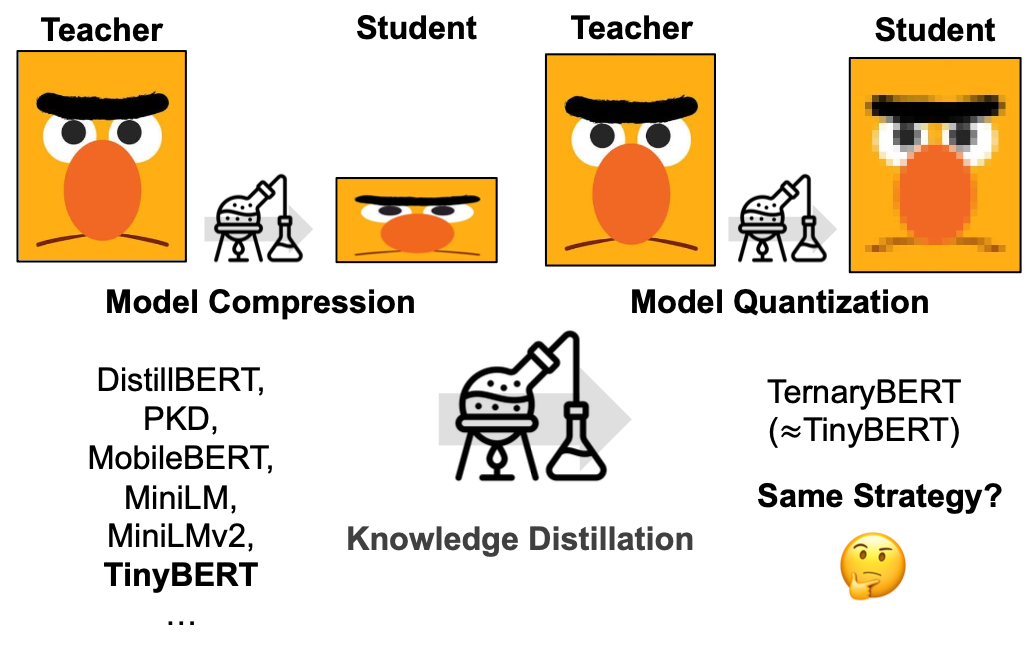 Teacher
Student
Teacher
Student
Model Compression
Model Quantization
DistillBERT,
PKD,
MobileBERT,
MiniLM,
MiniLMv2,
TinyBERT
...
Knowledge Distillation
TernaryBERT
(≈TinyBERT)
Same Strategy?